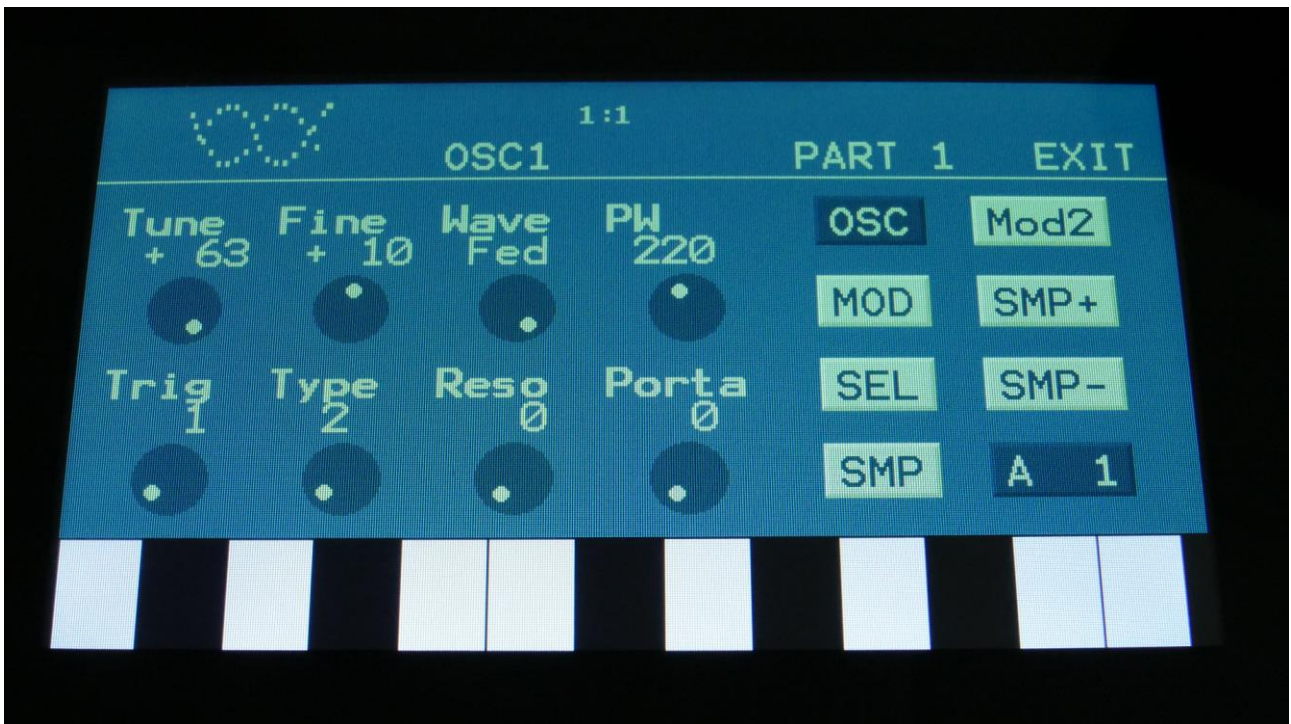 1:1
OSC1 PART 1 EXIT
Tune Fine Wave PW OSC Mod2
+ 63 + 10 Fed 220
MOD SMP+
Trig Type Reso Porta SEL SMP-
1 2 0 0
SMP A 1